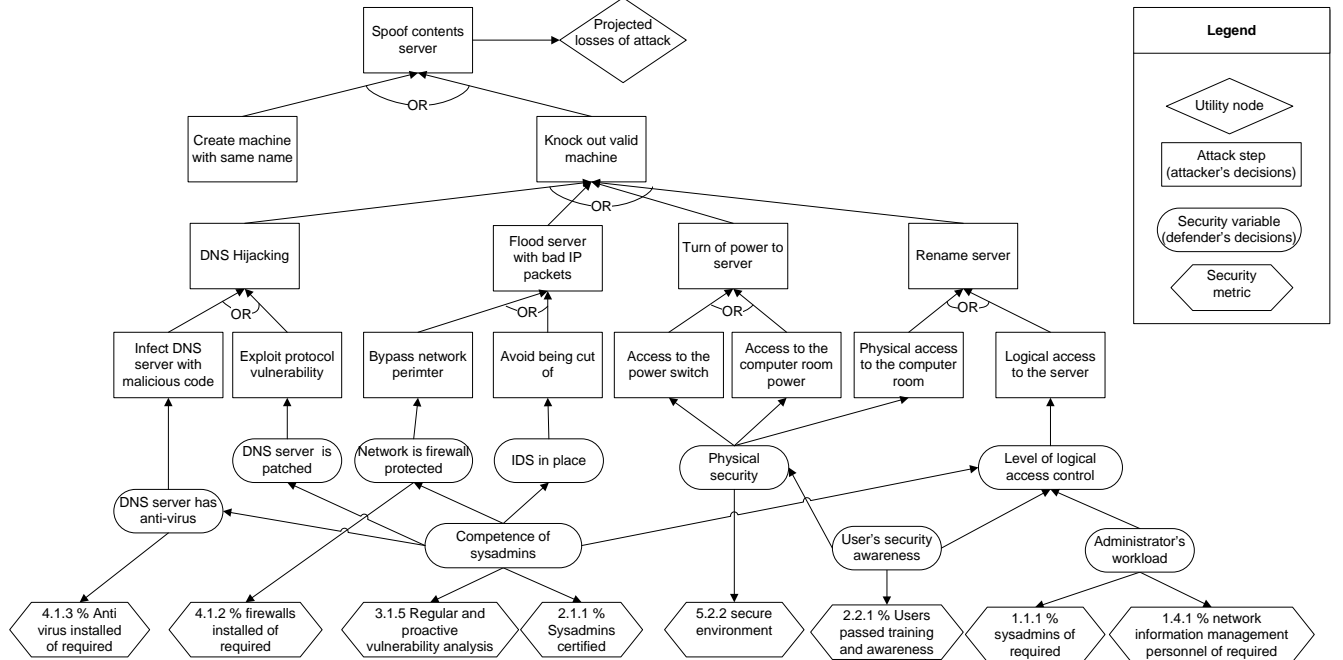 Spoof contents
server
Projected
losses of attack
Legend
OR
Utility node
Create machine
with same name
Knock out valid
machine
Attack step
(attacker's decisions)
OR
Security variable
(defender's decisions)
DNS Hijacking
Flood server
with bad IP
packets
Turn of power to
server
Rename server
Security
metric
OR
OR
OR
OR
Infect DNS
server with
malicious code
Exploit protocol
vulnerability
Bypass network
perimter
Avoid being cut
of
Access to the
power switch
Access to the
computer room
power
Physical access
to the computer
room
Logical access
to the server
DNS server is
patched
Network is firewall
protected
IDS in place
Physical
security
Level of logical
access control
DNS server has
anti-virus
Competence of
sysadmins
User's security
awareness
Administrator's
workload
4.1.3 % Anti
virus installed
of required
4.1.2 % firewalls
installed of
required
3.1.5 Regular and
proactive
vulnerability analysis
2.1.1 %
Sysadmins
certified
5.2.2 secure
environment
2.2.1 % Users
passed training
and awareness
1.1.1 %
sysadmins of
required
1.4.1 % network
information management
personnel of required